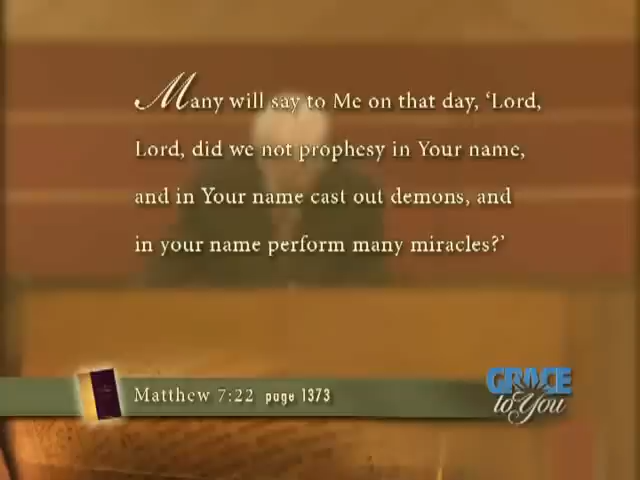 Many will say to Me on that day, ‘Lord,
Lord, did we not prophesy in Your name,
and in Your name cast out demons, and
in your name perform many miracles?’
Matthew 7:22 page 1373
GRACE
to You